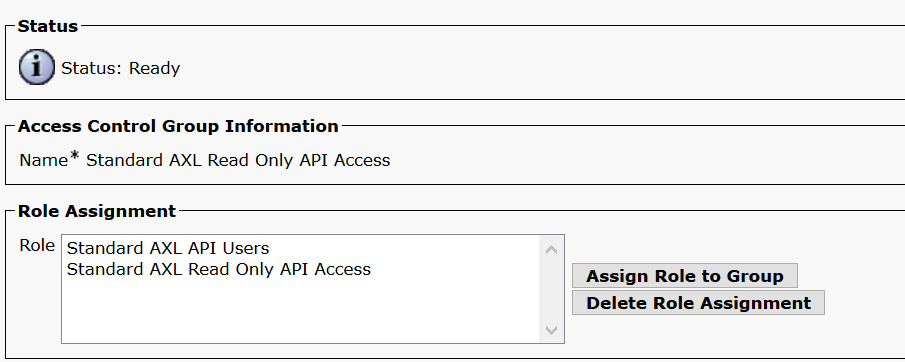 Status
Status: Ready
Access Control Group Information
Name* Standard AXL Read Only API Access
Role Assignment
Role
Standard AXL API Users
Standard AXL Read Only API Access
Assign Role to Group
Delete Role Assignment